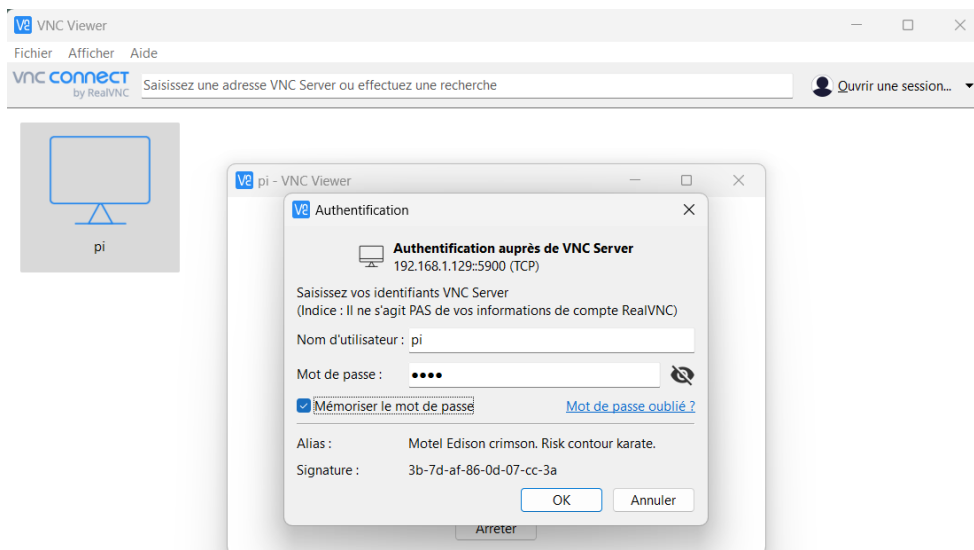 VNC Viewer
Fichier Afficher Aide
vnc connect
by RealVNC
Saisissez une adresse VNC Server ou effectuez une recherche
Ouvrir une session...
pi
pi - VNC Viewer
Authentification
Authentification auprès de VNC Server
192.168.1.129::5900 (TCP)
Saisissez vos identifiants VNC Server
(Indice : Il ne s'agit PAS de vos informations de compte RealVNC)
Nom d'utilisateur : pi
Mot de passe : ••••
Mémoriser le mot de passe Mot de passe oublié ?
Alias : Motel Edison crimson. Risk contour karate.
Signature : 3b-7d-af-86-0d-07-cc-3a
OK Annuler
Arrêter